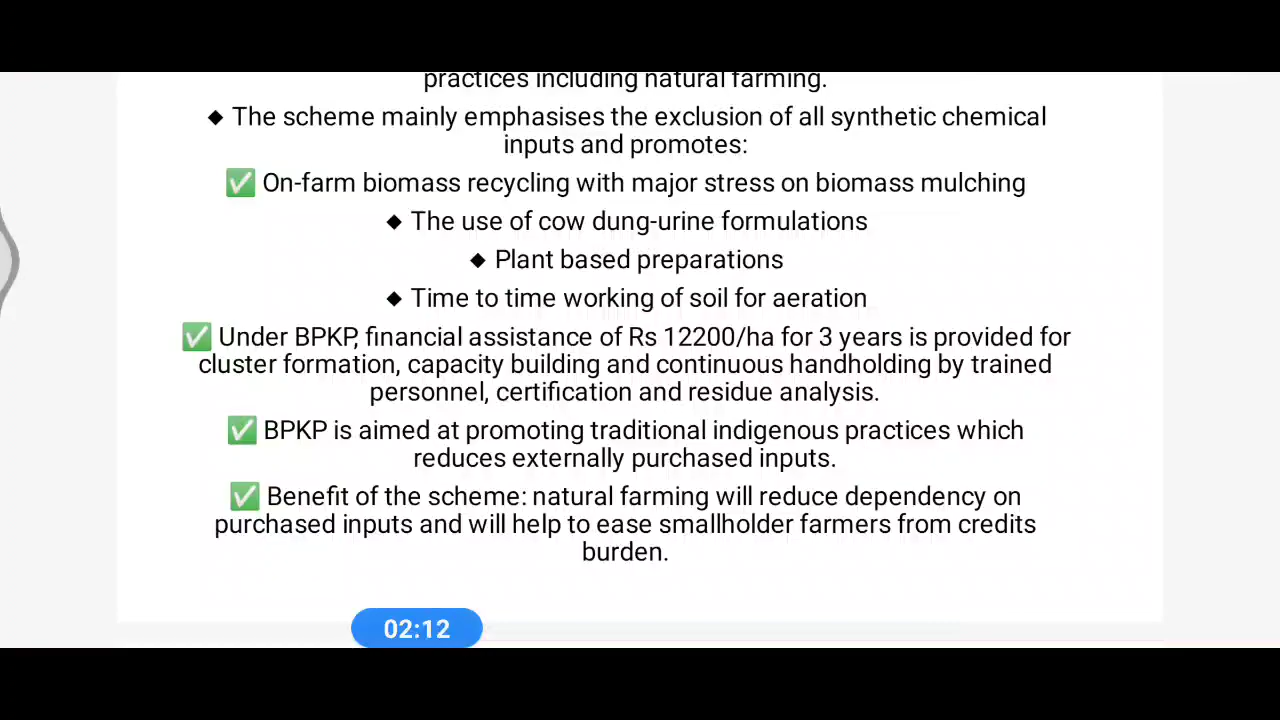 practices including natural farming.
◆ The scheme mainly emphasises the exclusion of all synthetic chemical
inputs and promotes:
✅ On-farm biomass recycling with major stress on biomass mulching
◆ The use of cow dung-urine formulations
◆ Plant based preparations
◆ Time to time working of soil for aeration
✅ Under BPKP, financial assistance of Rs 12200/ha for 3 years is provided for
cluster formation, capacity building and continuous handholding by trained
personnel, certification and residue analysis.
✅ BPKP is aimed at promoting traditional indigenous practices which
reduces externally purchased inputs.
✅ Benefit of the scheme: natural farming will reduce dependency on
purchased inputs and will help to ease smallholder farmers from credits
burden.
02:12